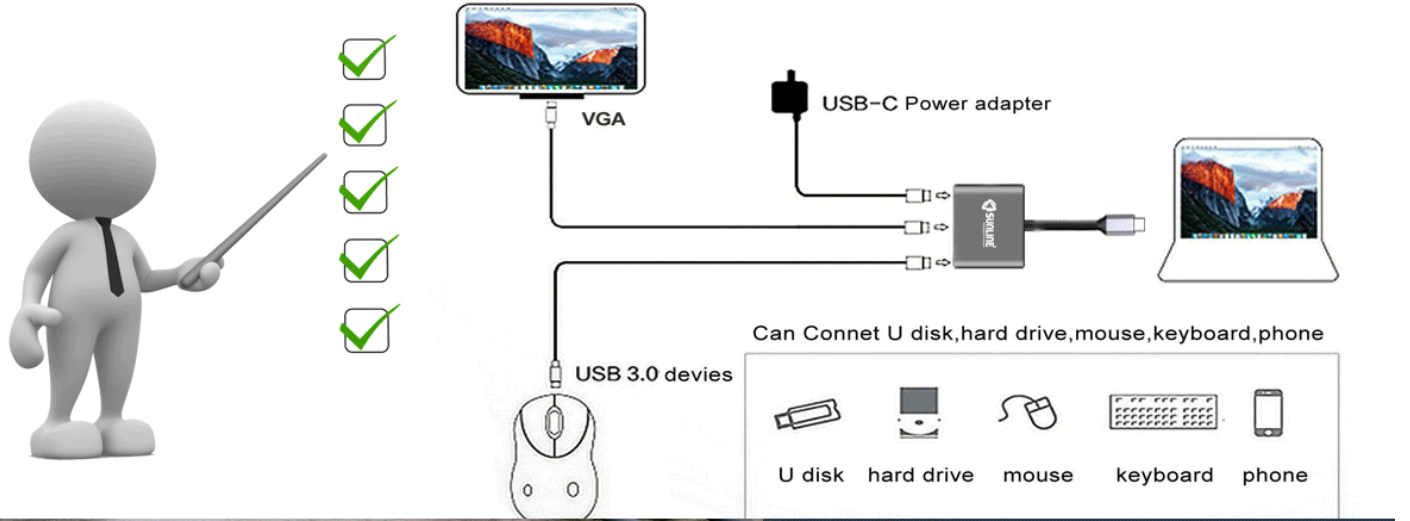 VGA
USB-C Power adapter
SUNLINE
USB 3.0 devies
Can Connet U disk,hard drive,mouse,keyboard,phone
U disk hard drive mouse keyboard phone